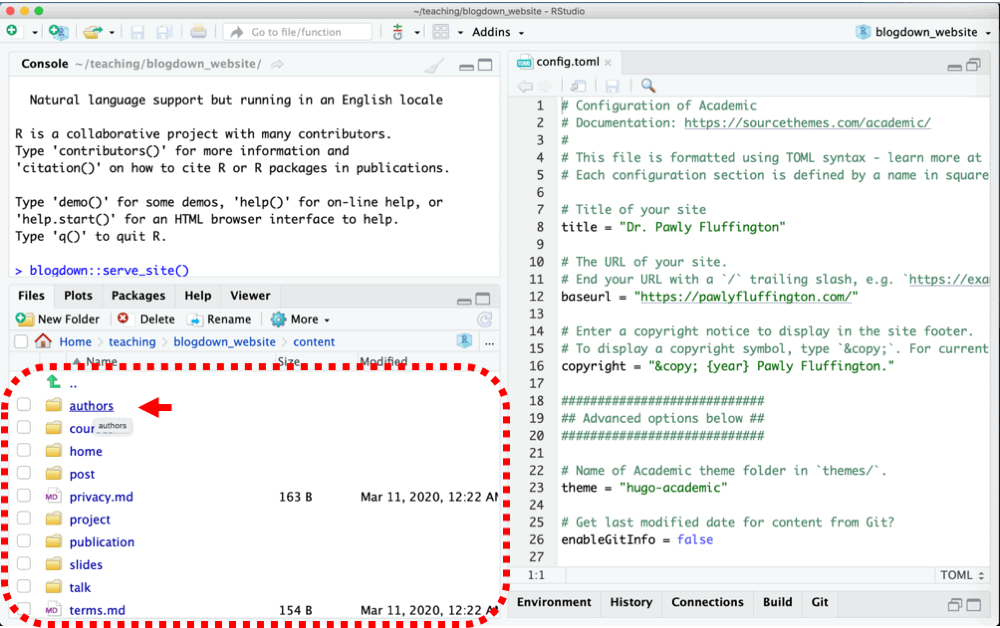 ~/teaching/blogdown_website - RStudio
Go to file/function
Addins
blogdown_website
Console ~/teaching/blogdown_website/
Natural language support but running in an English locale
R is a collaborative project with many contributors.
Type 'contributors()' for more information and
'citation()' on how to cite R or R packages in publications.
Type 'demo()' for some demos, 'help()' for on-line help, or
'help.start()' for an HTML browser interface to help.
Type 'q()' to quit R.
> blogdown::serve_site()
Files Plots Packages Help Viewer
New Folder Delete Rename More
Home teaching blogdown_website content ...
Name Size Modified
..
authors
authors
home
post
MD privacy.md 163 B Mar 11, 2020, 12:22 AM
project
publication
slides
talk
MD terms.md 154 B Mar 11, 2020, 12:22 AM
TOML config.toml
1 # Configuration of Academic
2 # Documentation: https://sourcethemes.com/academic/
3 #
4 # This file is formatted using TOML syntax - learn more at
5 # Each configuration section is defined by a name in square
6
7 # Title of your site
8 title = "Dr. Pawly Fluffington"
9
10 # The URL of your site.
11 # End your URL with a `/` trailing slash, e.g. `https://exa
12 baseurl = "https://pawlyfluffington.com/"
13
14 # Enter a copyright notice to display in the site footer.
15 # To display a copyright symbol, type `&copy;`. For current
16 copyright = "&copy; {year} Pawly Fluffington."
17
18 ############################
19 ## Advanced options below ##
20 ############################
21
22 # Name of Academic theme folder in `themes/`.
23 theme = "hugo-academic"
24
25 # Get last modified date for content from Git?
26 enableGitInfo = false
27
1:1 TOML
Environment History Connections Build Git